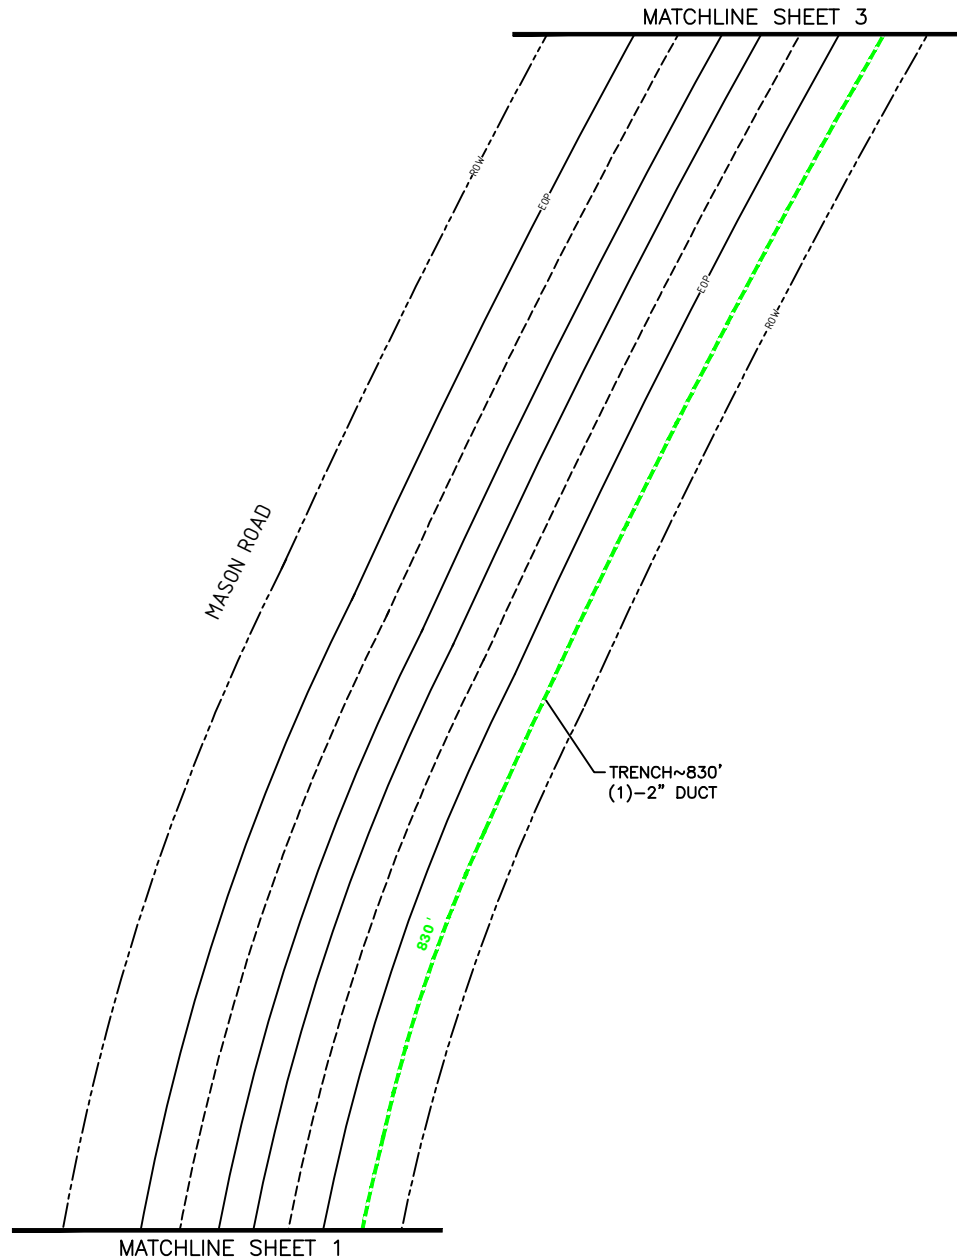 MATCHLINE SHEET 3
ROW
EOP
EOP
ROW
MASON ROAD
TRENCH~830'
(1)-2" DUCT
830'
MATCHLINE SHEET 1